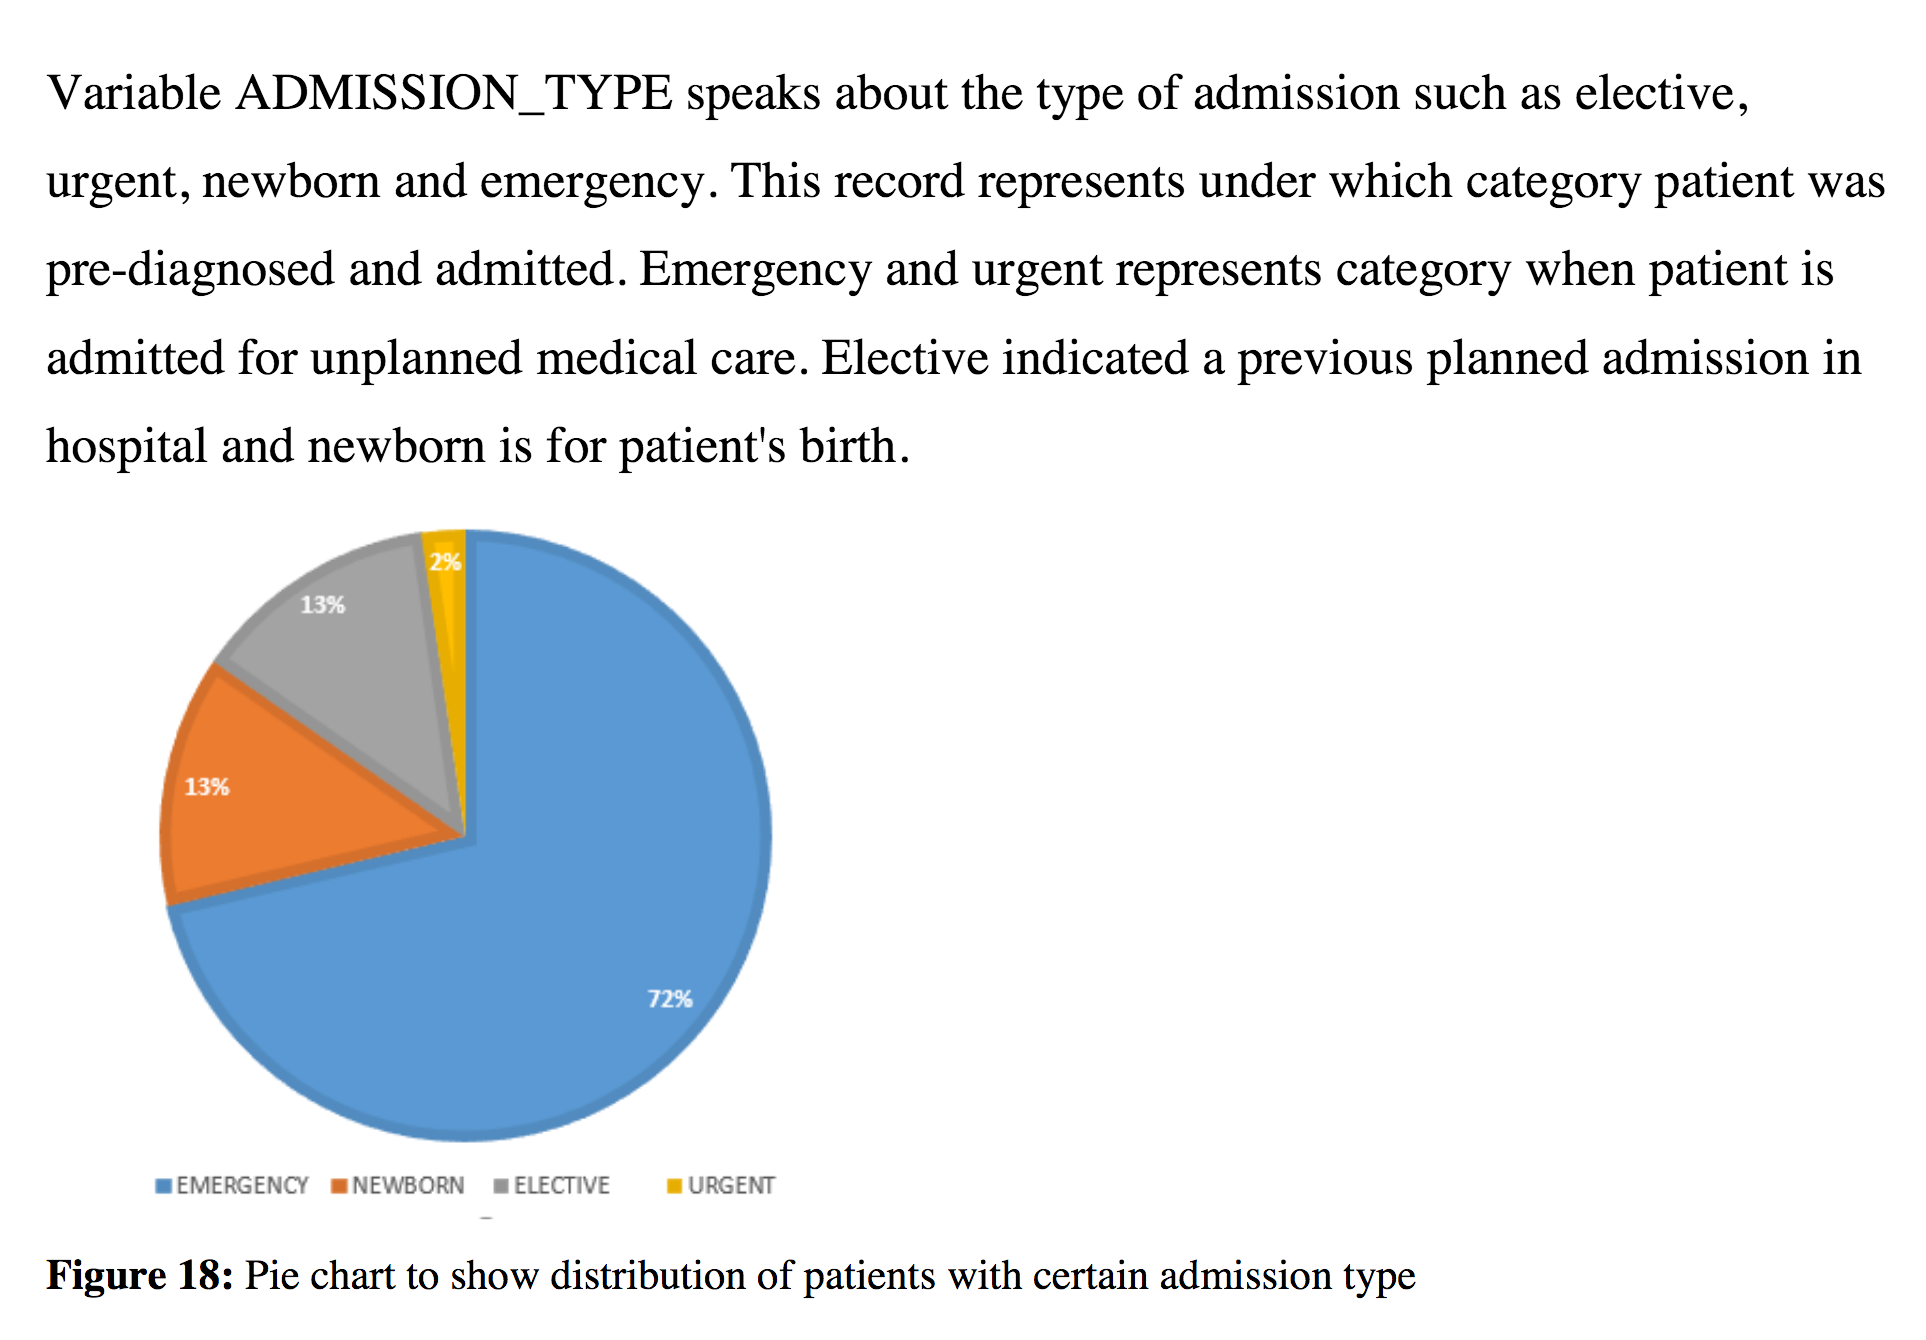 Variable ADMISSION_TYPE speaks about the type of admission such as elective,
urgent, newborn and emergency. This record represents under which category patient was
pre-diagnosed and admitted. Emergency and urgent represents category when patient is
admitted for unplanned medical care. Elective indicated a previous planned admission in
hospital and newborn is for patient's birth.
2%
13%
13%
72%
EMERGENCY NEWBORN ELECTIVE URGENT
Figure 18: Pie chart to show distribution of patients with certain admission type